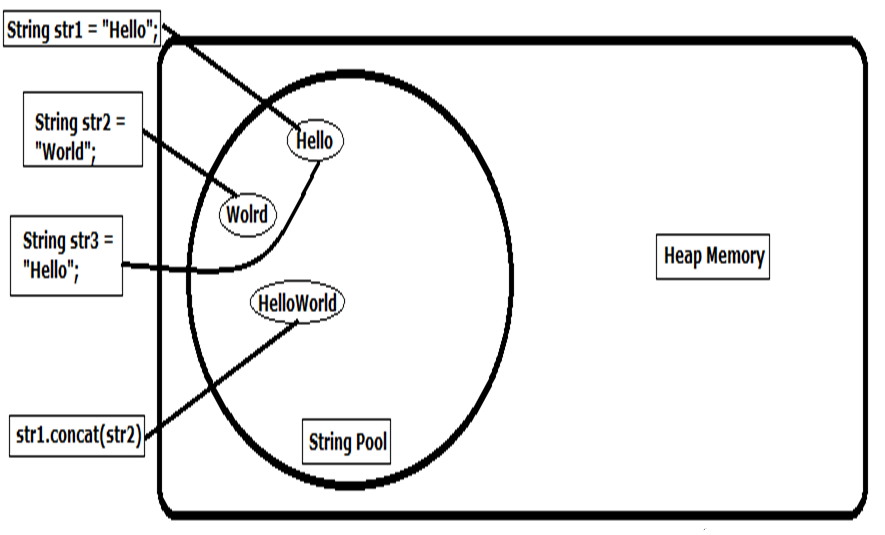 String str1 = "Hello";
String str2 =
"World";
Hello
Wolrd
String str3 =
"Hello";
Heap Memory
HelloWorld
str1.concat(str2)
String Pool